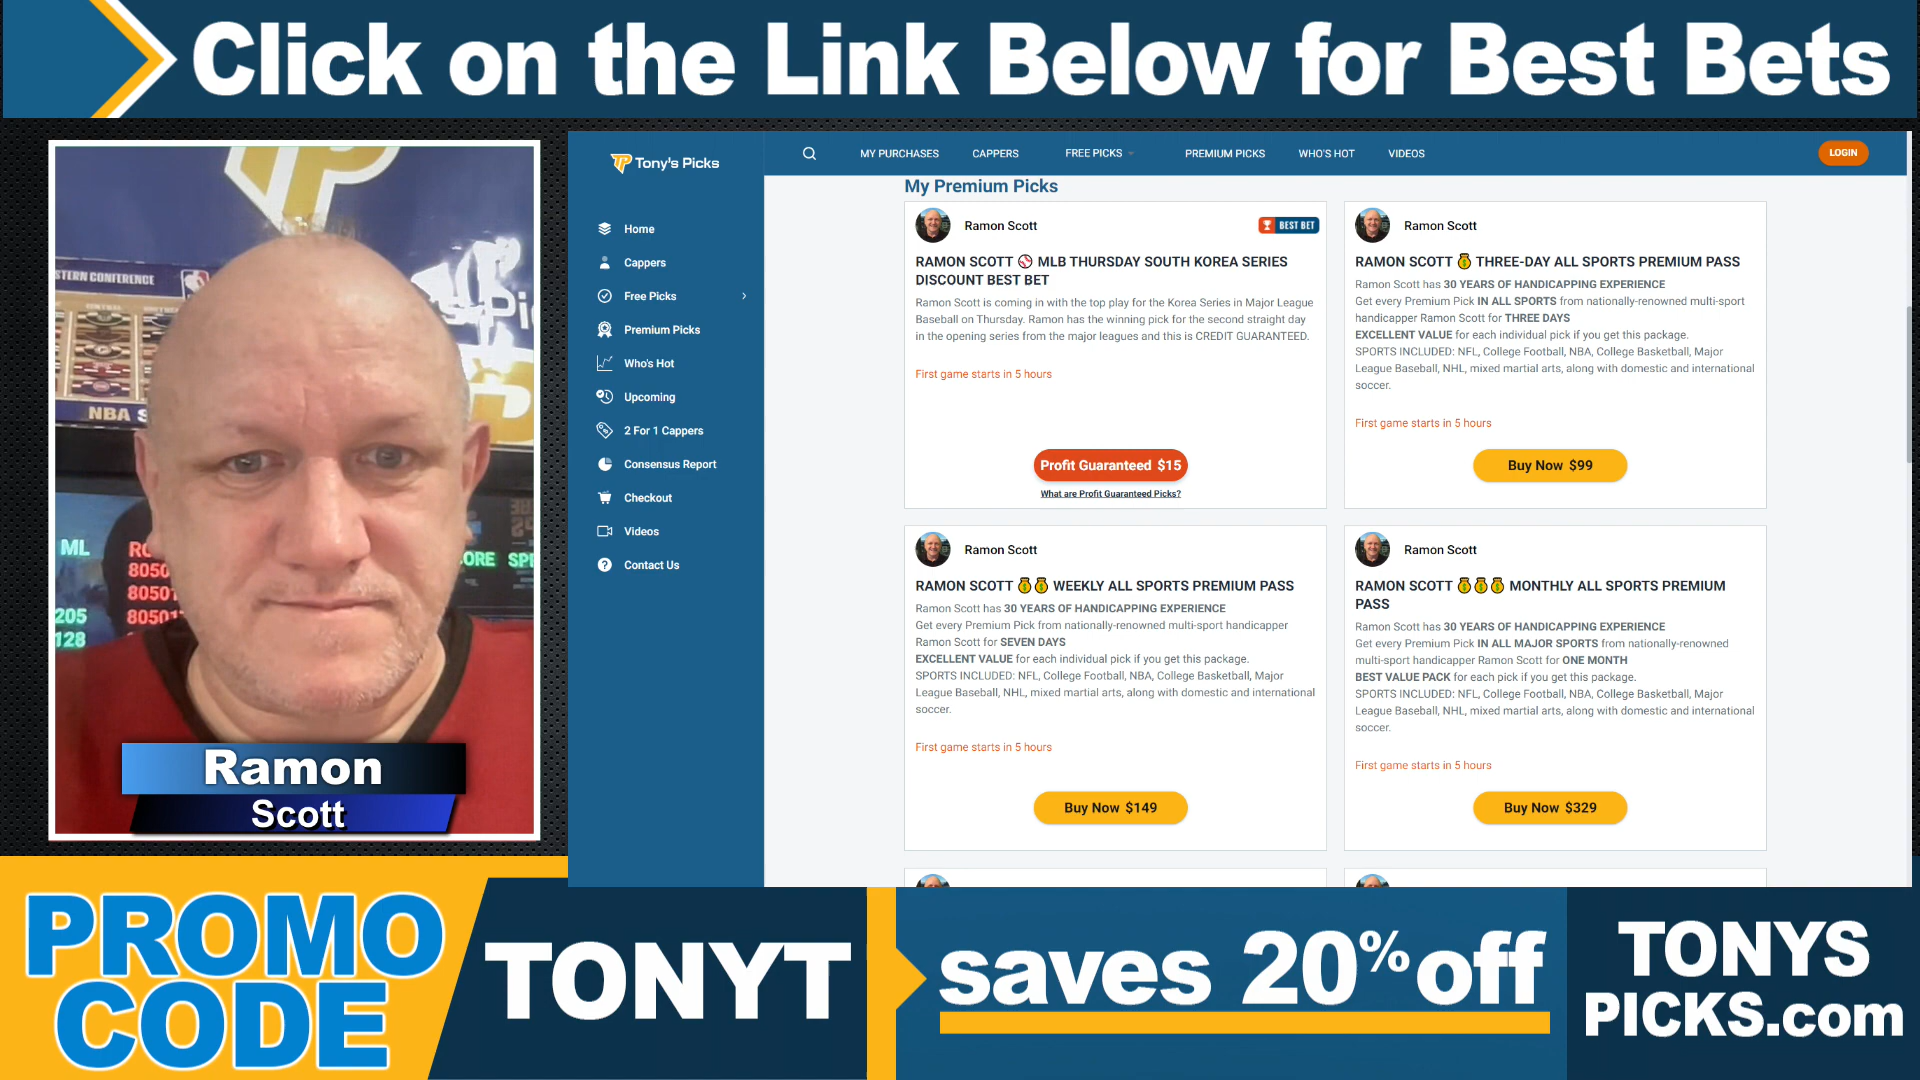 Click on the Link Below for Best Bets
STERN CONFERENCE
NBA
ML
8050
205
128
ORE
Ramon
Scott
Tony's Picks
Home
Cappers
Free Picks
Premium Picks
Who's Hot
Upcoming
2 For 1 Cappers
Consensus Report
Checkout
Videos
Contact Us
MY PURCHASES CAPPERS FREE PICKS PREMIUM PICKS WHO'S HOT VIDEOS LOGIN
My Premium Picks
Ramon Scott BEST BET
RAMON SCOTT MLB THURSDAY SOUTH KOREA SERIES
DISCOUNT BEST BET
Ramon Scott is coming in with the top play for the Korea Series in Major League
Baseball on Thursday. Ramon has the winning pick for the second straight day
in the opening series from the major leagues and this is CREDIT GUARANTEED.
First game starts in 5 hours
Profit Guaranteed $15
What are Profit Guaranteed Picks?
Ramon Scott
RAMON SCOTT THREE-DAY ALL SPORTS PREMIUM PASS
Ramon Scott has 30 YEARS OF HANDICAPPING EXPERIENCE
Get every Premium Pick IN ALL SPORTS from nationally-renowned multi-sport
handicapper Ramon Scott for THREE DAYS
EXCELLENT VALUE for each individual pick if you get this package.
SPORTS INCLUDED: NFL, College Football, NBA, College Basketball, Major
League Baseball, NHL, mixed martial arts, along with domestic and international
soccer.
First game starts in 5 hours
Buy Now $99
Ramon Scott
RAMON SCOTT WEEKLY ALL SPORTS PREMIUM PASS
Ramon Scott has 30 YEARS OF HANDICAPPING EXPERIENCE
Get every Premium Pick from nationally-renowned multi-sport handicapper
Ramon Scott for SEVEN DAYS
EXCELLENT VALUE for each individual pick if you get this package.
SPORTS INCLUDED: NFL, College Football, NBA, College Basketball, Major
League Baseball, NHL, mixed martial arts, along with domestic and international
soccer.
First game starts in 5 hours
Buy Now $149
Ramon Scott
RAMON SCOTT MONTHLY ALL SPORTS PREMIUM
PASS
Ramon Scott has 30 YEARS OF HANDICAPPING EXPERIENCE
Get every Premium Pick IN ALL MAJOR SPORTS from nationally-renowned
multi-sport handicapper Ramon Scott for ONE MONTH
BEST VALUE PACK for each pick if you get this package.
SPORTS INCLUDED: NFL, College Football, NBA, College Basketball, Major
League Baseball, NHL, mixed martial arts, along with domestic and international
soccer.
First game starts in 5 hours
Buy Now $329
PROMO
CODE
TONYT
saves 20% off
TONYS
PICKS.com